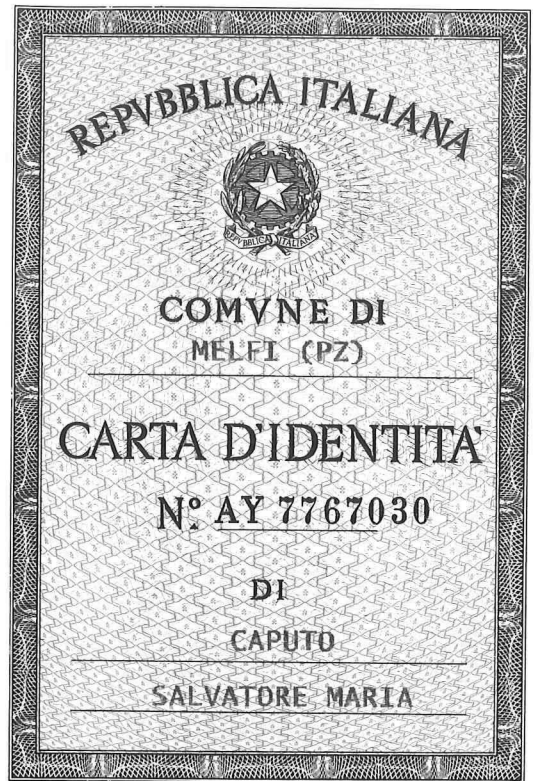 REPVBBLICA ITALIANA
REPVBBLICA ITALIANA
COMVNE DI
MELFI (PZ)
CARTA D'IDENTITA'
Nº AY 7767030
DI
CAPUTO
SALVATORE MARIA